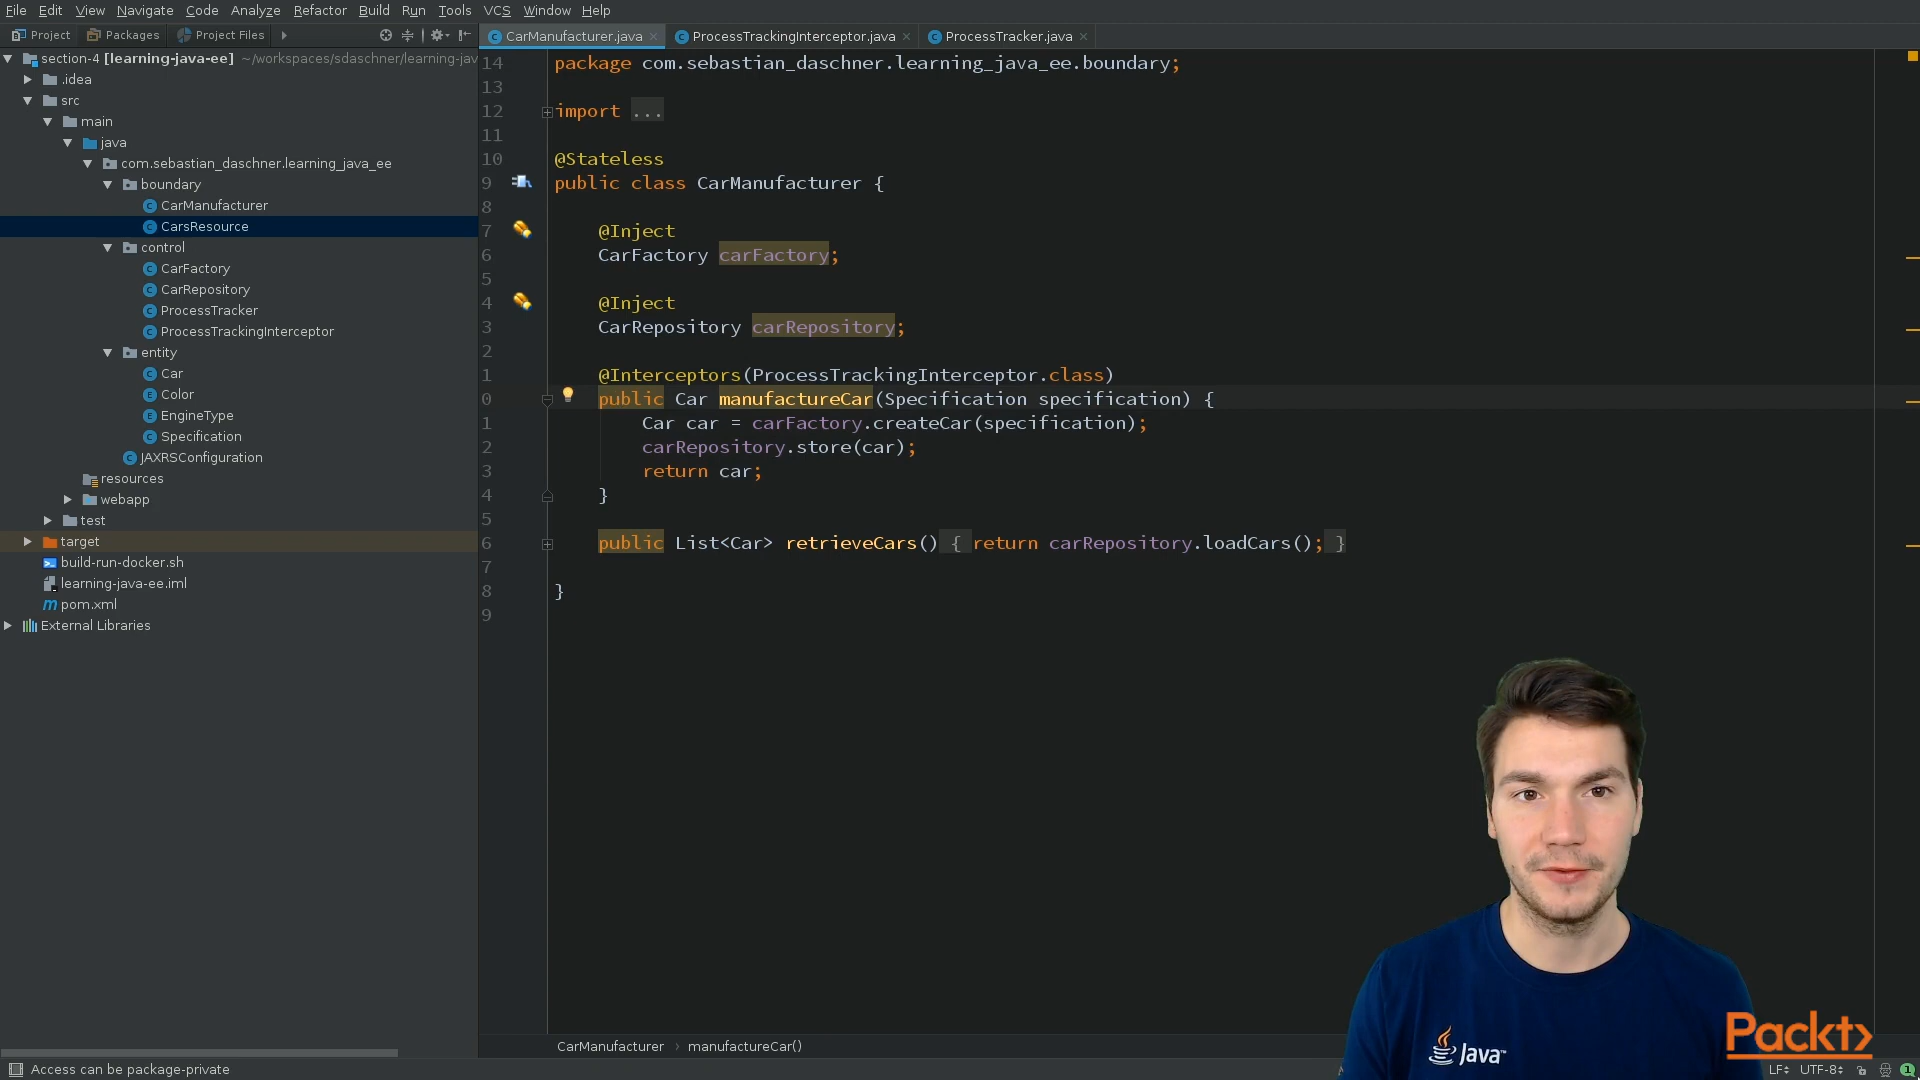 File Edit View Navigate Code Analyze Refactor Build Run Tools VCS Window Help
Project Packages Project Files
CarManufacturer.java ProcessTrackingInterceptor.java ProcessTracker.java
section-4 [learning-java-ee] ~/workspaces/sdaschner/learning-jav
.idea
src
main
java
com.sebastian_daschner.learning_java_ee
boundary
CarManufacturer
CarsResource
control
CarFactory
CarRepository
ProcessTracker
ProcessTrackingInterceptor
entity
Car
Color
EngineType
Specification
JAXRSConfiguration
resources
webapp
test
target
build-run-docker.sh
learning-java-ee.iml
pom.xml
External Libraries
14 package com.sebastian_daschner.learning_java_ee.boundary;
13
12 import ...
11
10 @Stateless
9 public class CarManufacturer {
8
7 @Inject
6 CarFactory carFactory;
5
4 @Inject
3 CarRepository carRepository;
2
1 @Interceptors(ProcessTrackingInterceptor.class)
0 public Car manufactureCar(Specification specification) {
1 Car car = carFactory.createCar(specification);
2 carRepository.store(car);
3 return car;
4 }
5
6 public List<Car> retrieveCars() { return carRepository.loadCars(); }
7
8 }
9
CarManufacturer › manufactureCar()
Access can be package-private
LF UTF-8 1
Java™
Packt>